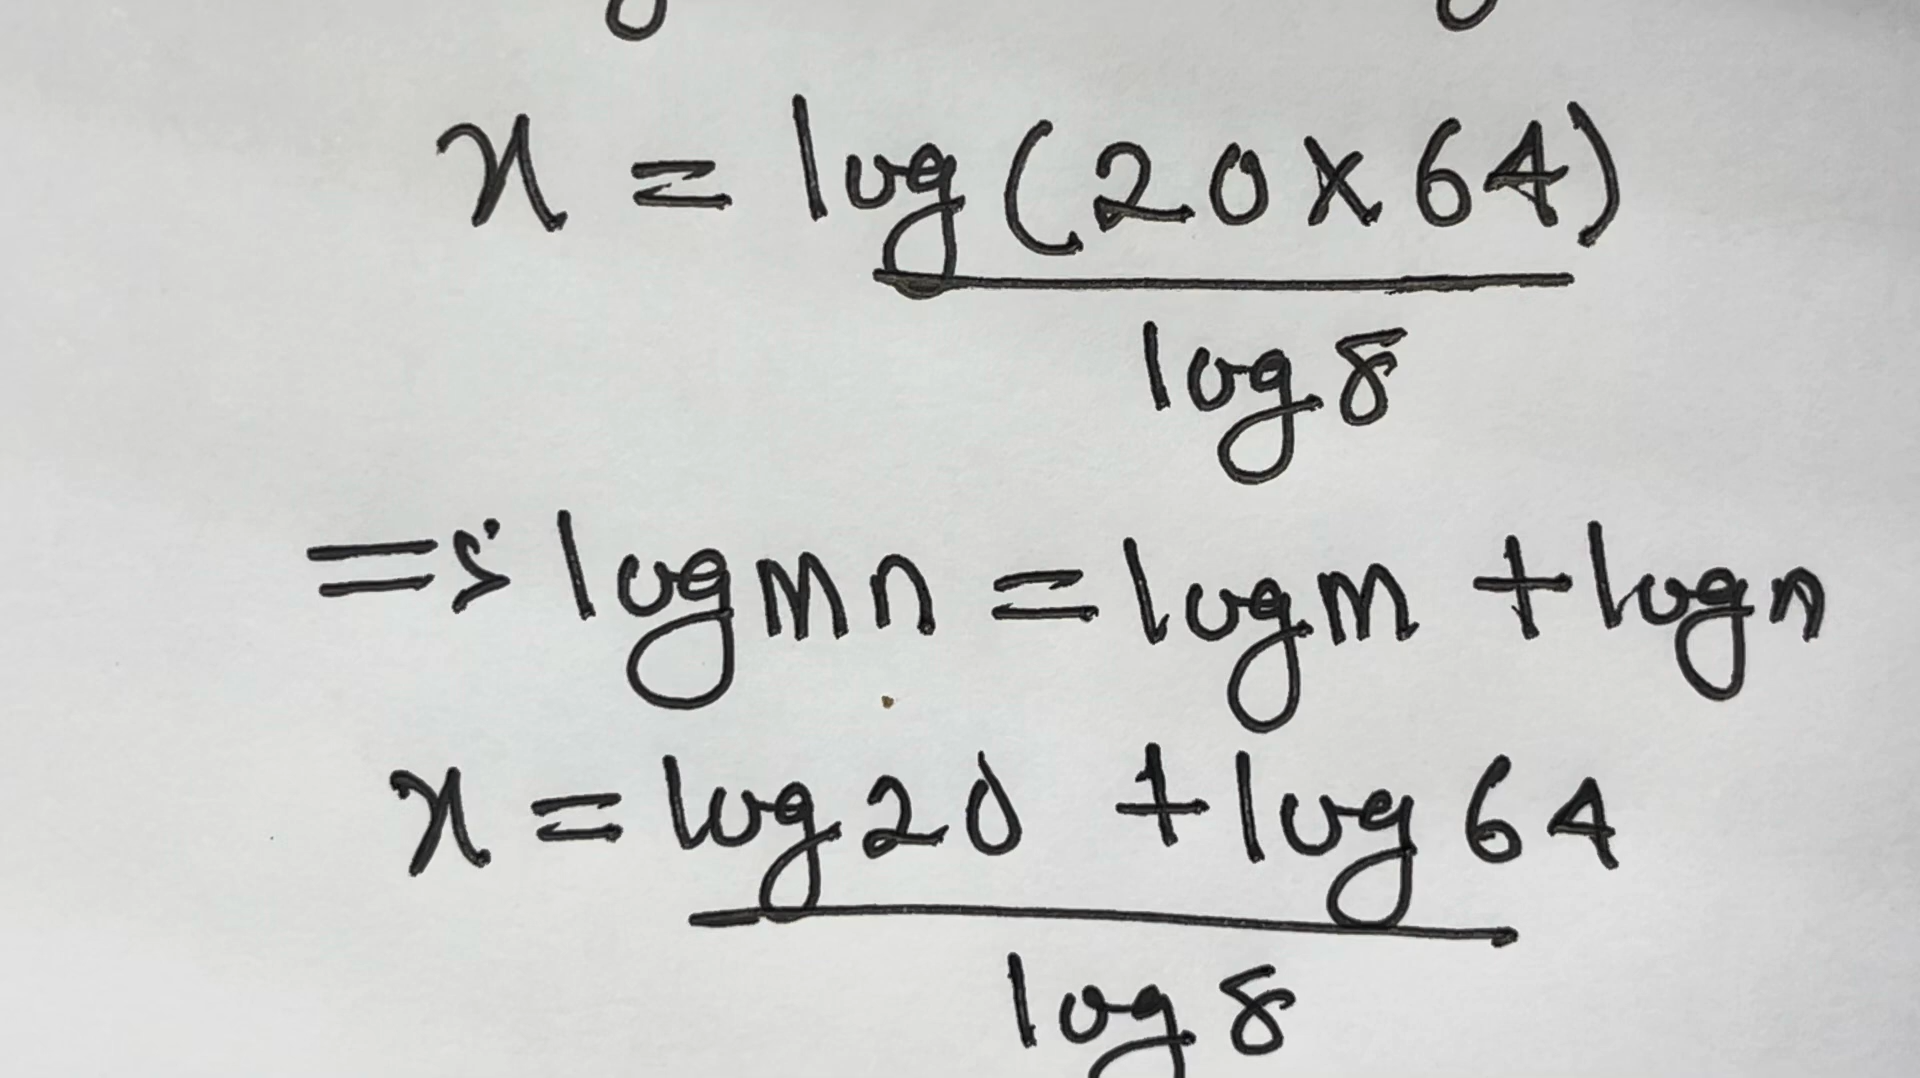 x = log (20 x 64)
log 8
=> log mn = log m + log n
x = log 20 + log 64
log 8